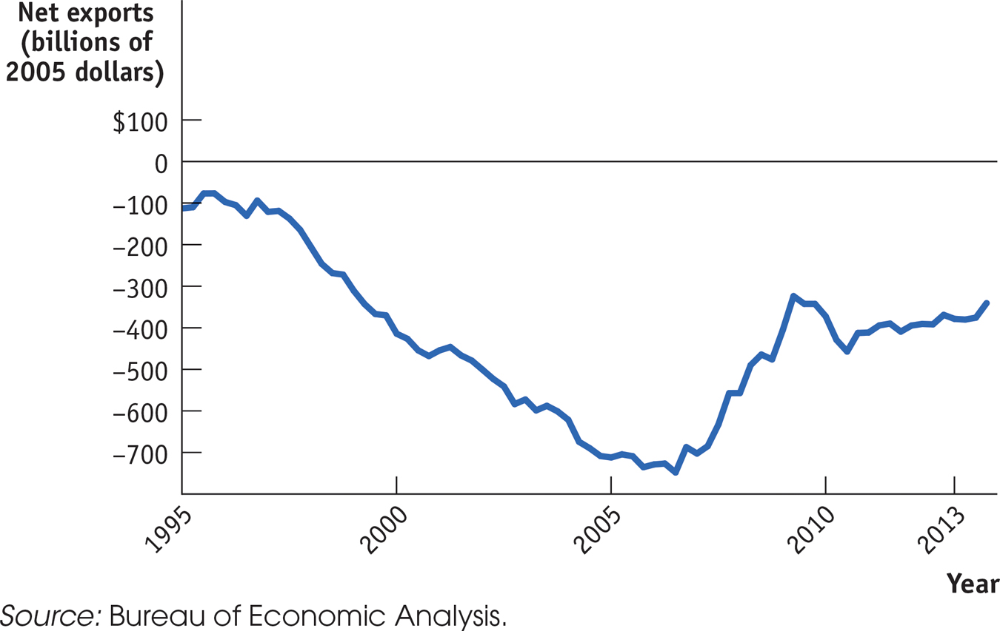 Net exports
(billions of
2005 dollars)
$100
0
–100
–200
–300
–400
–500
–600
–700
1995
2000
2005
2010
2013
Year
Source: Bureau of Economic Analysis.